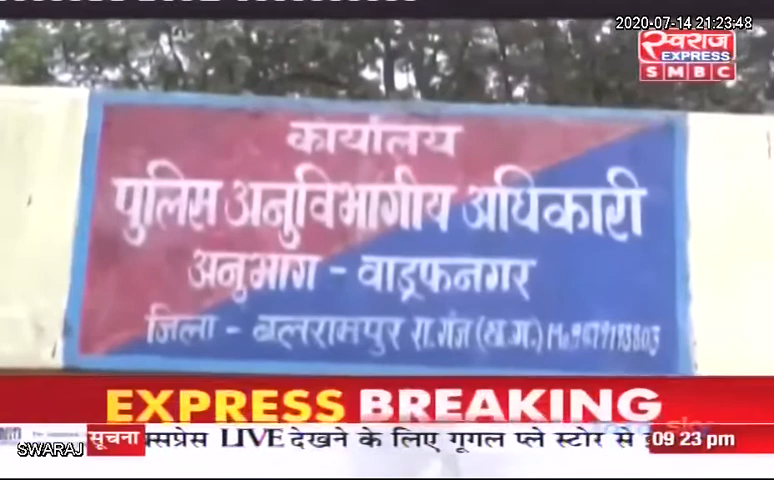 2020-07-14 21:23:48
स्वराज
EXPRESS
SMBC
कार्यालय
पुलिस अनुविभागीय अधिकारी
अनुभाग - वाड्रफनगर
जिला - बलरामपुर रा.गंज (छ.ग.)
EXPRESS BREAKING
सूचना क्सप्रेस LIVE देखने के लिए गूगल प्ले स्टोर से 09 23 pm
SWARAJ